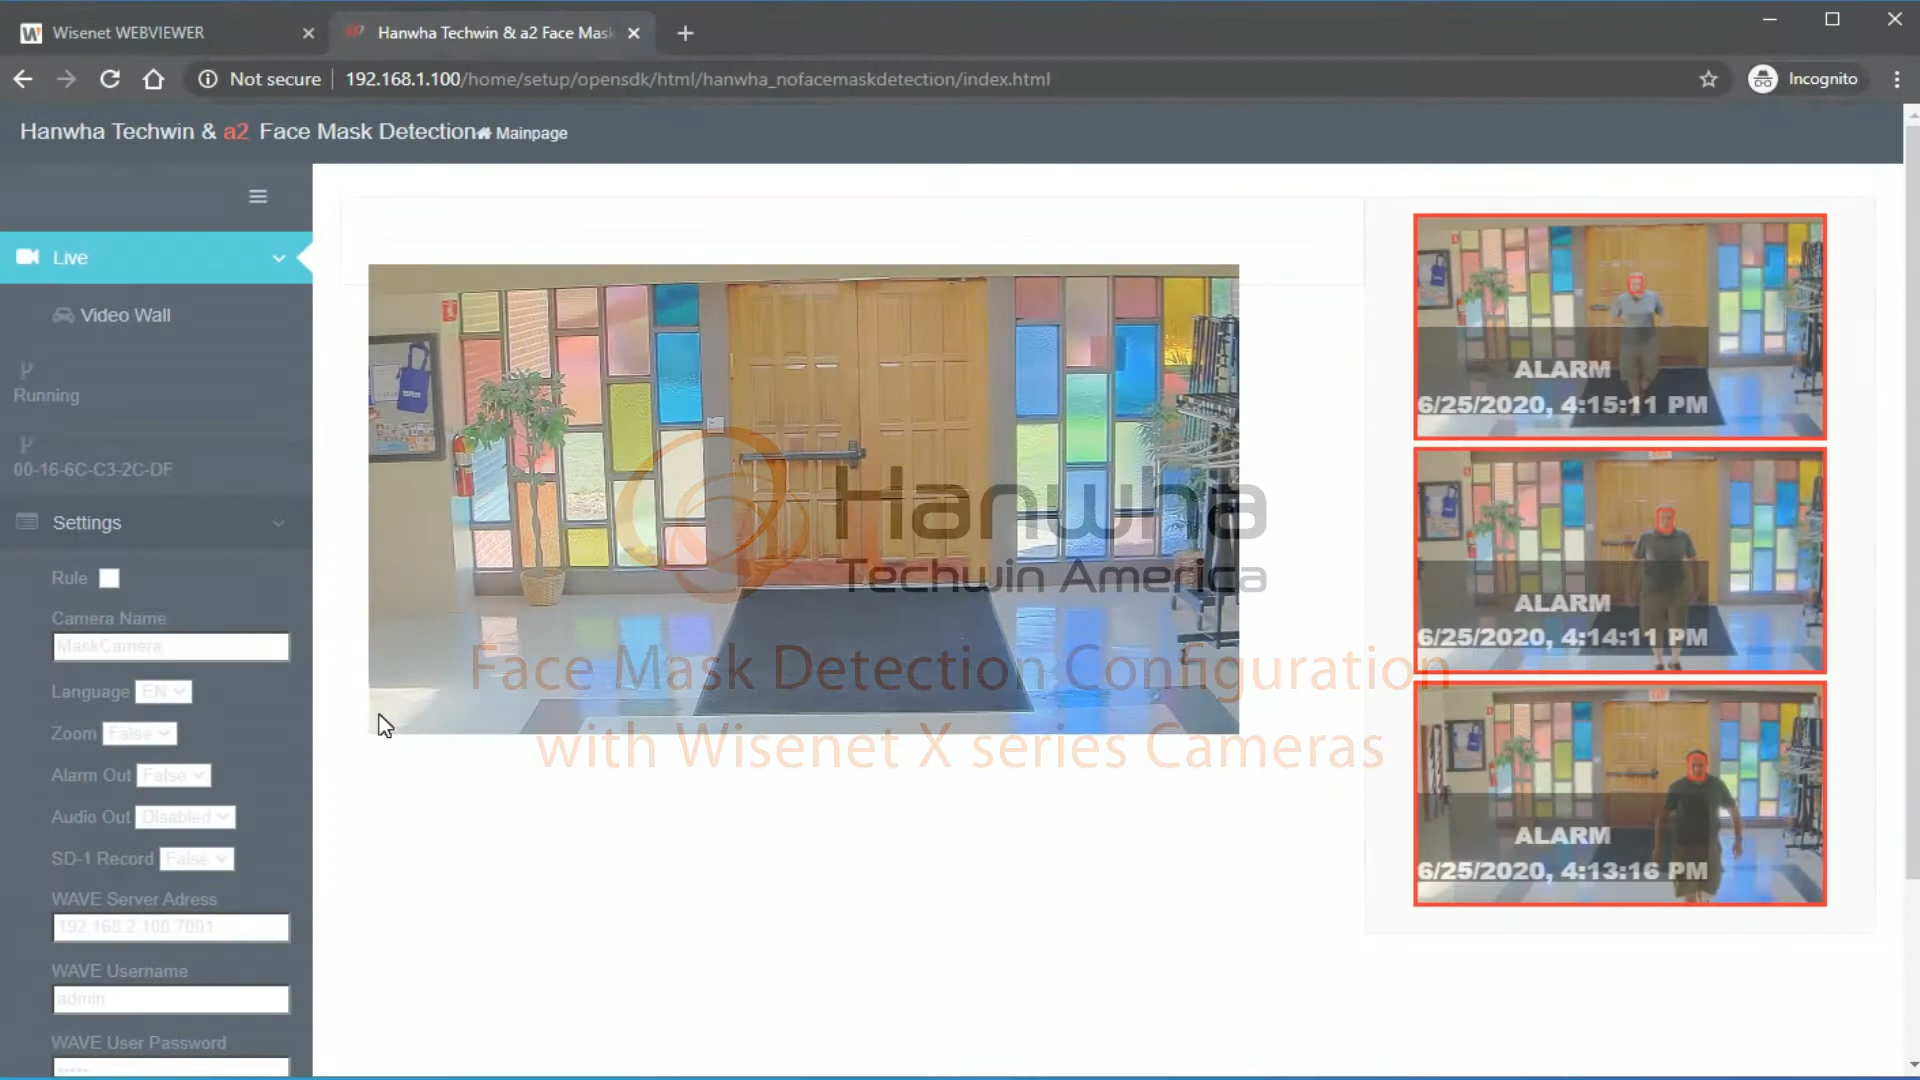 Wisenet WEBVIEWER
Hanwha Techwin & a2 Face Mask
Not secure
192.168.1.100/home/setup/opensdk/html/hanwha_nofacemaskdetection/index.html
Incognito
Hanwha Techwin & a2 Face Mask Detection
Mainpage
Live
Video Wall
Running
00-16-6C-C3-2C-DF
Settings
Rule
Camera Name
MaskCamera
Language EN
Zoom False
Alarm Out False
Audio Out Disabled
SD-1 Record False
WAVE Server Adress
192.168.2.100:7001
WAVE Username
admin
WAVE User Password
Hanwha
Techwin America
Face Mask Detection Configuration
with Wisenet X series Cameras
ALARM
6/25/2020, 4:15:11 PM
ALARM
6/25/2020, 4:14:11 PM
ALARM
6/25/2020, 4:13:16 PM